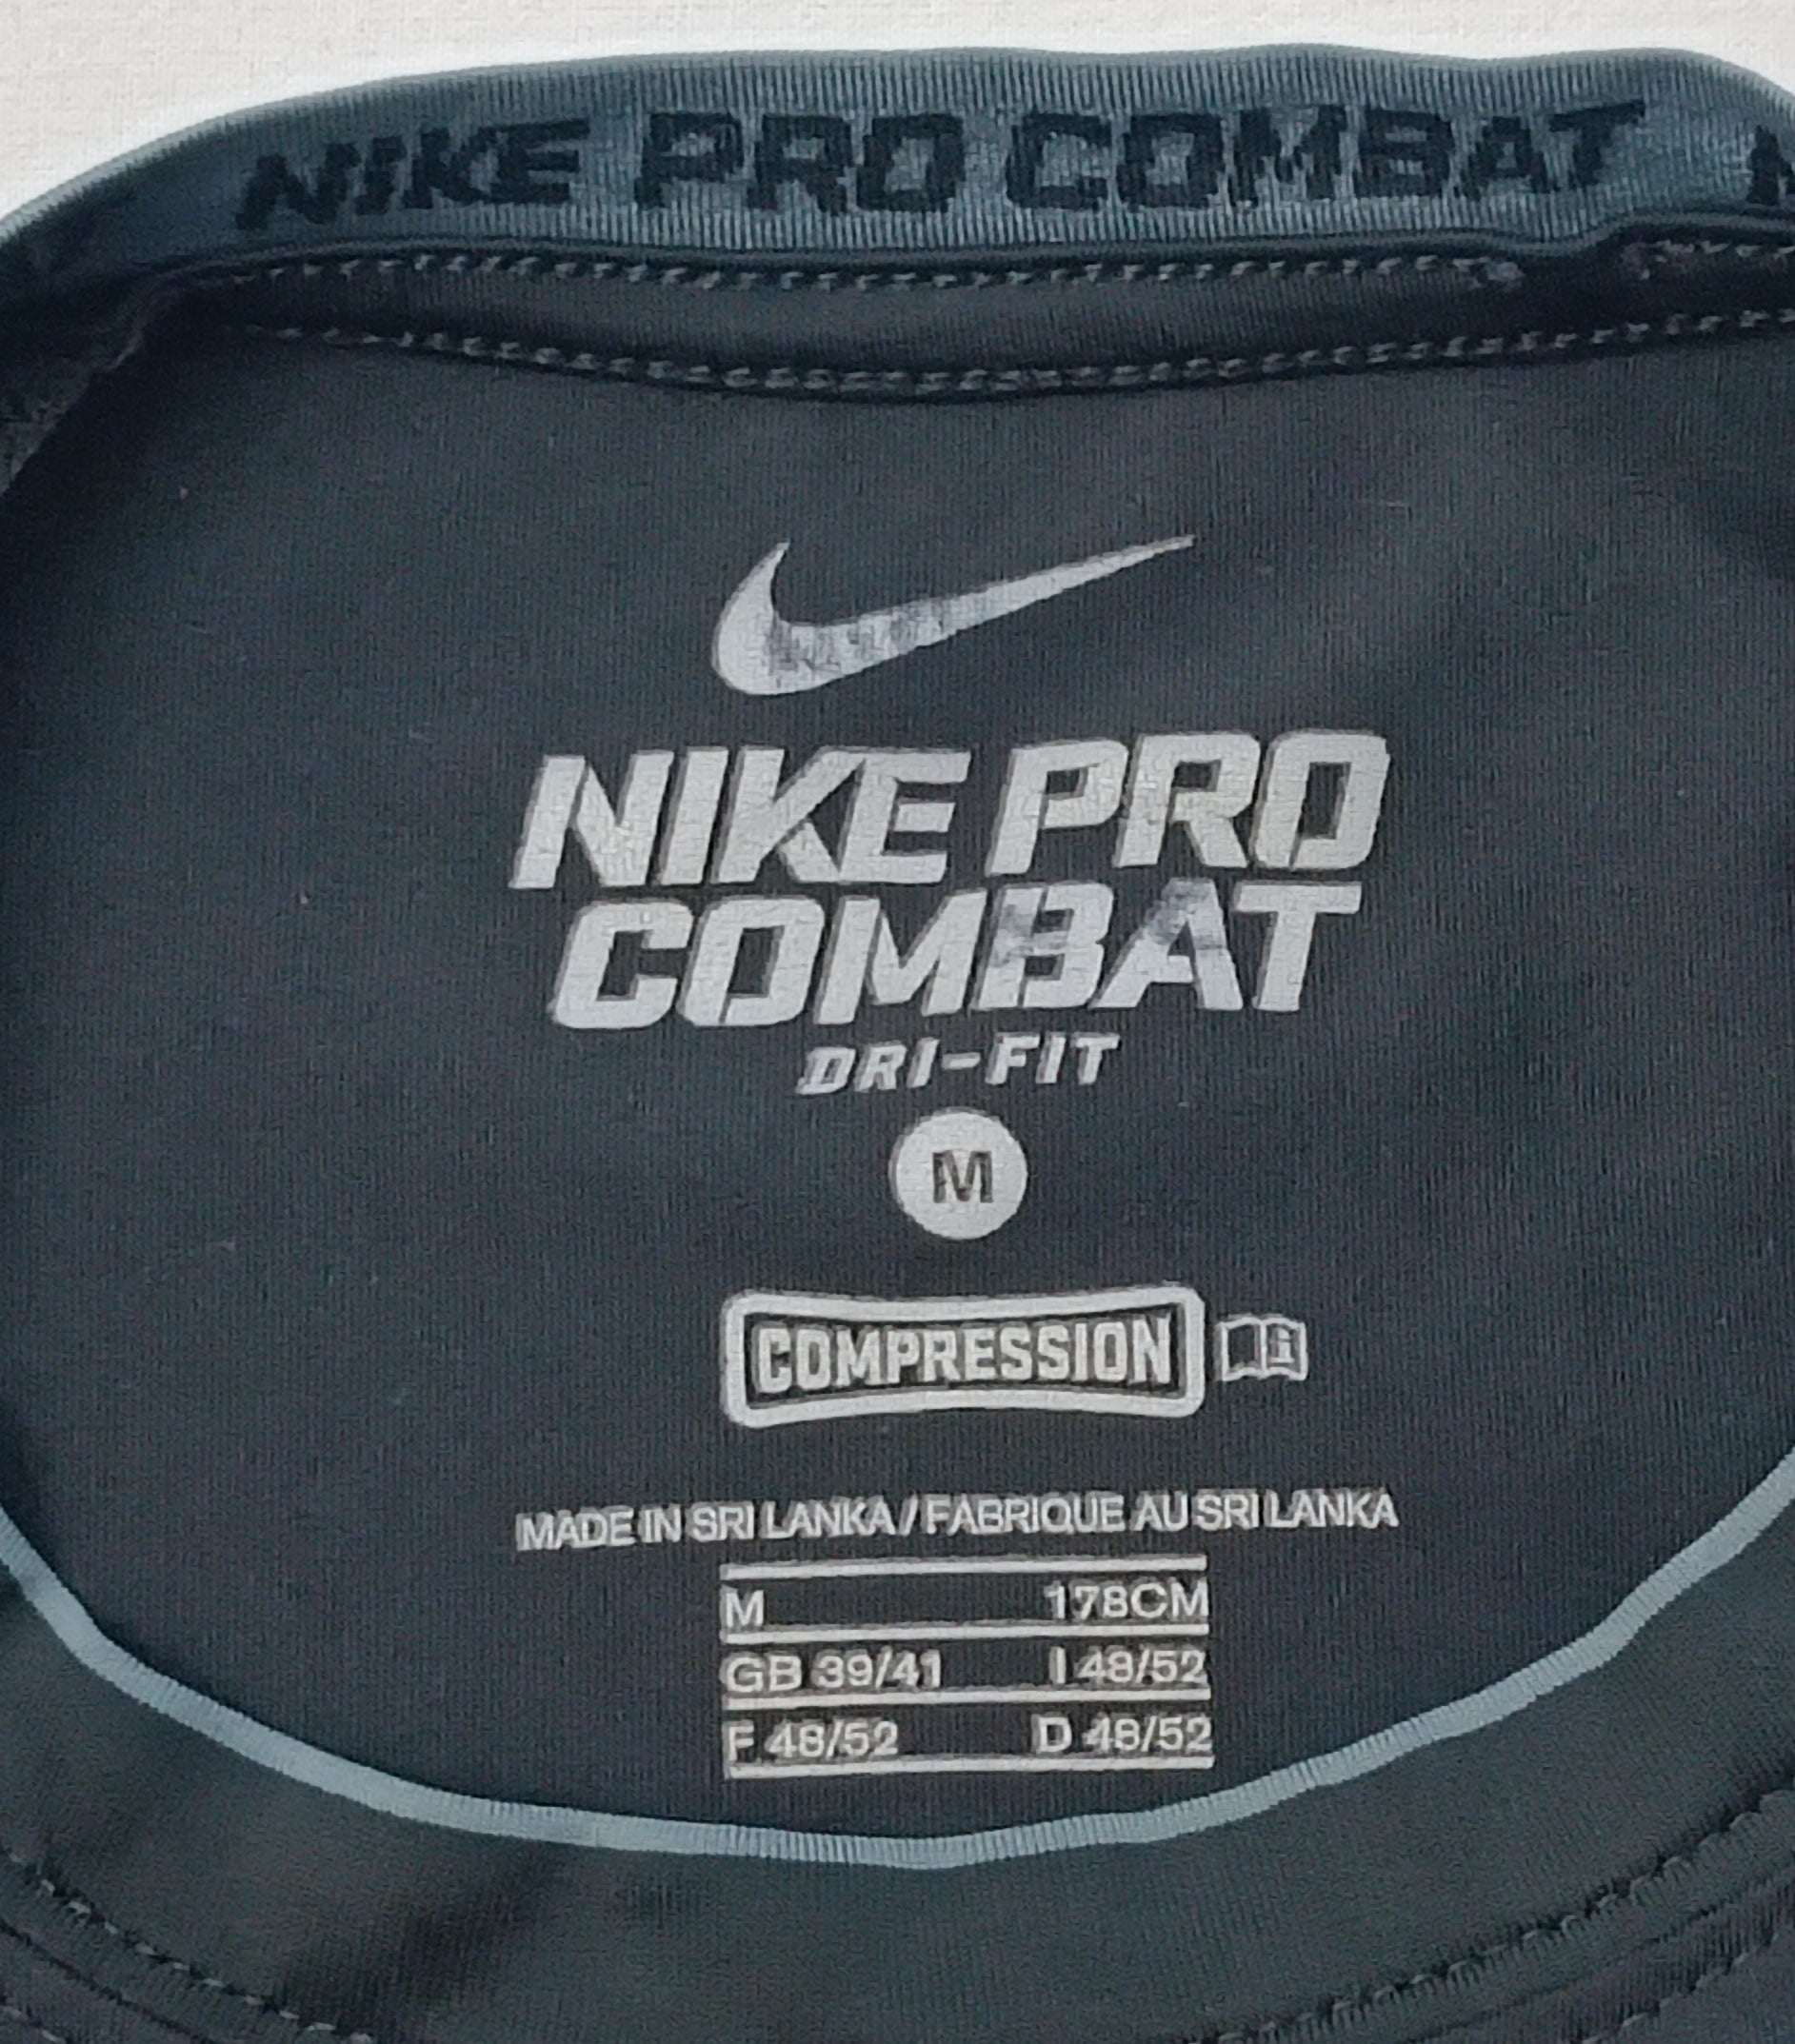 NIKE PRO COMBAT
NIKE PRO
COMBAT
DRI-FIT
M
COMPRESSION
MADE IN SRI LANKA / FABRIQUE AU SRI LANKA
M 178CM
GB 39/41 I 48/52
F 48/52 D 48/52